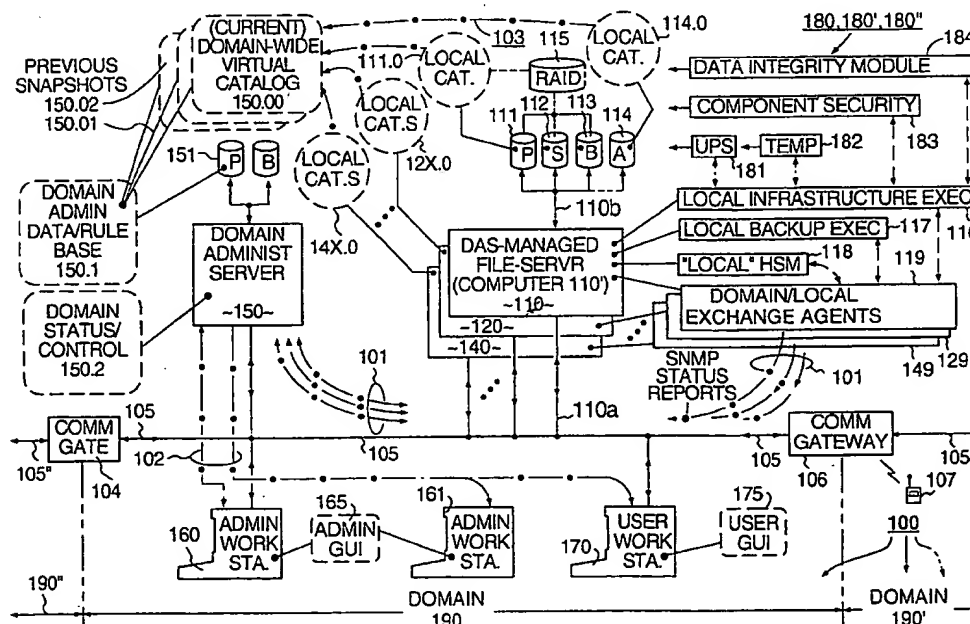 180,180',180"
184
103
114.0
LOCAL
CAT.
115
RAID
111.0
LOCAL
CAT.
(CURRENT)
DOMAIN-WIDE
VIRTUAL
CATALOG
150.00
PREVIOUS
SNAPSHOTS
150.02
150.01
DATA INTEGRITY MODULE
COMPONENT SECURITY
183
UPS
181
TEMP
182
111
112
113
114
P
S
B
A
LOCAL
CAT.S
12X.0
LOCAL
CAT.S
14X.0
151
P
B
DOMAIN
ADMIN
DATA/RULE
BASE
150.1
DOMAIN
ADMINIST
SERVER
~150~
DOMAIN
STATUS/
CONTROL
150.2
110b
DAS-MANAGED
FILE-SERVR
(COMPUTER 110')
~110~
~120~
~140~
LOCAL INFRASTRUCTURE EXEC
116
LOCAL BACKUP EXEC
117
"LOCAL" HSM
118
119
DOMAIN/LOCAL
EXCHANGE AGENTS
129
149
SNMP
STATUS
REPORTS
101
101
110a
COMM
GATE
104
105"
105
102
105
105
COMM
GATEWAY
106
105
107
100
160
ADMIN
WORK
STA.
165
ADMIN
GUI
161
ADMIN
WORK
STA.
170
USER
WORK
STA.
175
USER
GUI
190"
DOMAIN
190
DOMAIN
190'